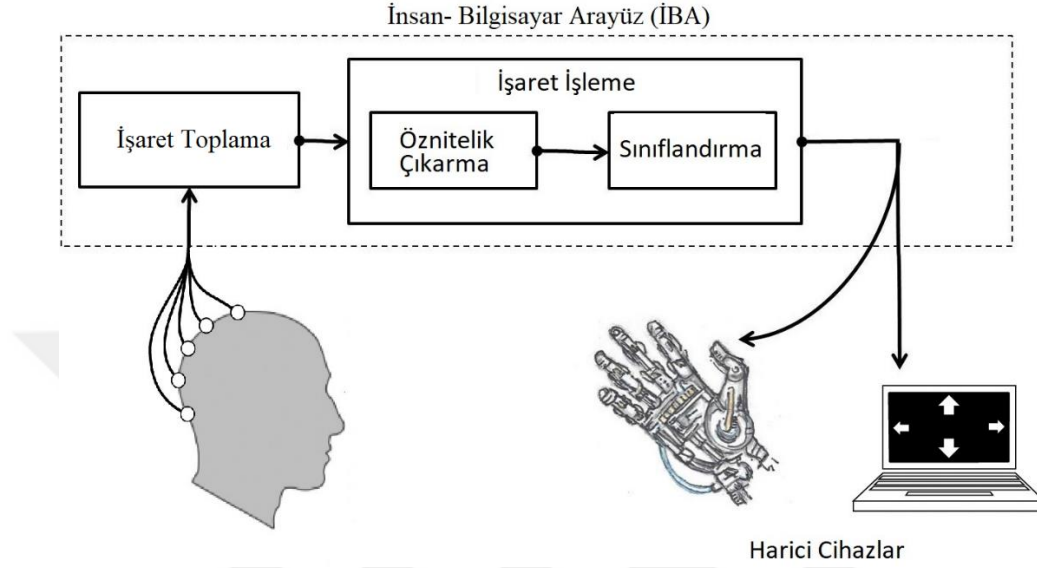 İnsan- Bilgisayar Arayüz (İBA)
İşaret İşleme
İşaret Toplama
Öznitelik
Çıkarma
Sınıflandırma
Harici Cihazlar